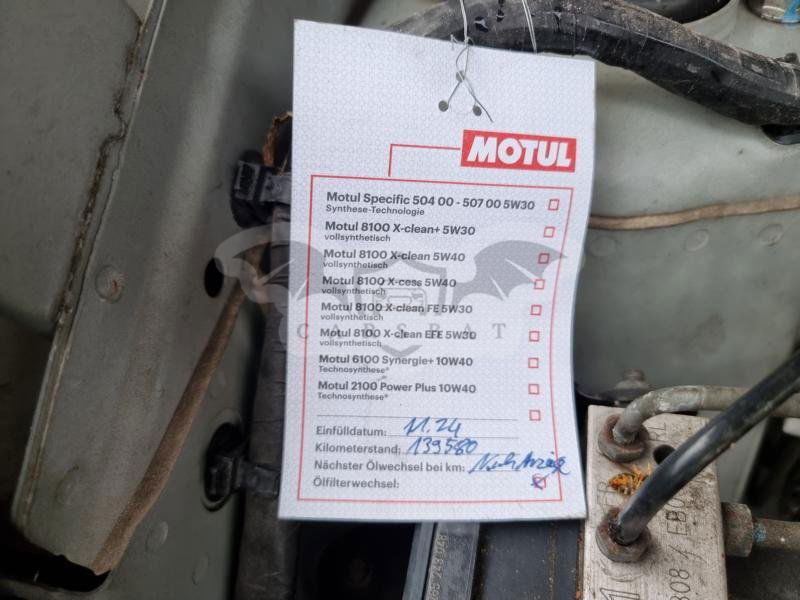 MOTUL
Motul Specific 504 00 - 507 00 5W30
Synthese-Technologie
Motul 8100 X-clean+ 5W30
vollsynthetisch
Motul 8100 X-clean 5W40
vollsynthetisch
Motul 8100 X-cess 5W40
vollsynthetisch
Motul 8100 X-clean FE 5W30
vollsynthetisch
Motul 8100 X-clean EFE 5W30
vollsynthetisch
Motul 6100 Synergie+ 10W40
Technosynthese®
Motul 2100 Power Plus 10W40
Technosynthese®
Einfülldatum: 11.24
Kilometerstand: 139580
Nächster Ölwechsel bei km: Nach Anzeige
Ölfilterwechsel:
CARSBAT